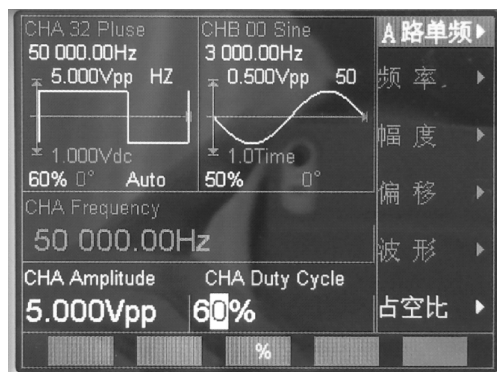 CHA 32 Pluse
50 000.00Hz
5.000Vpp HZ
1.000Vdc
60% 0° Auto
CHB 00 Sine
3 000.00Hz
0.500Vpp 50
1.0Time
50% 0°
CHA Frequency
50 000.00Hz
CHA Amplitude
5.000Vpp
CHA Duty Cycle
60%
%
A路单频
频 率
幅 度
偏 移
波 形
占空比